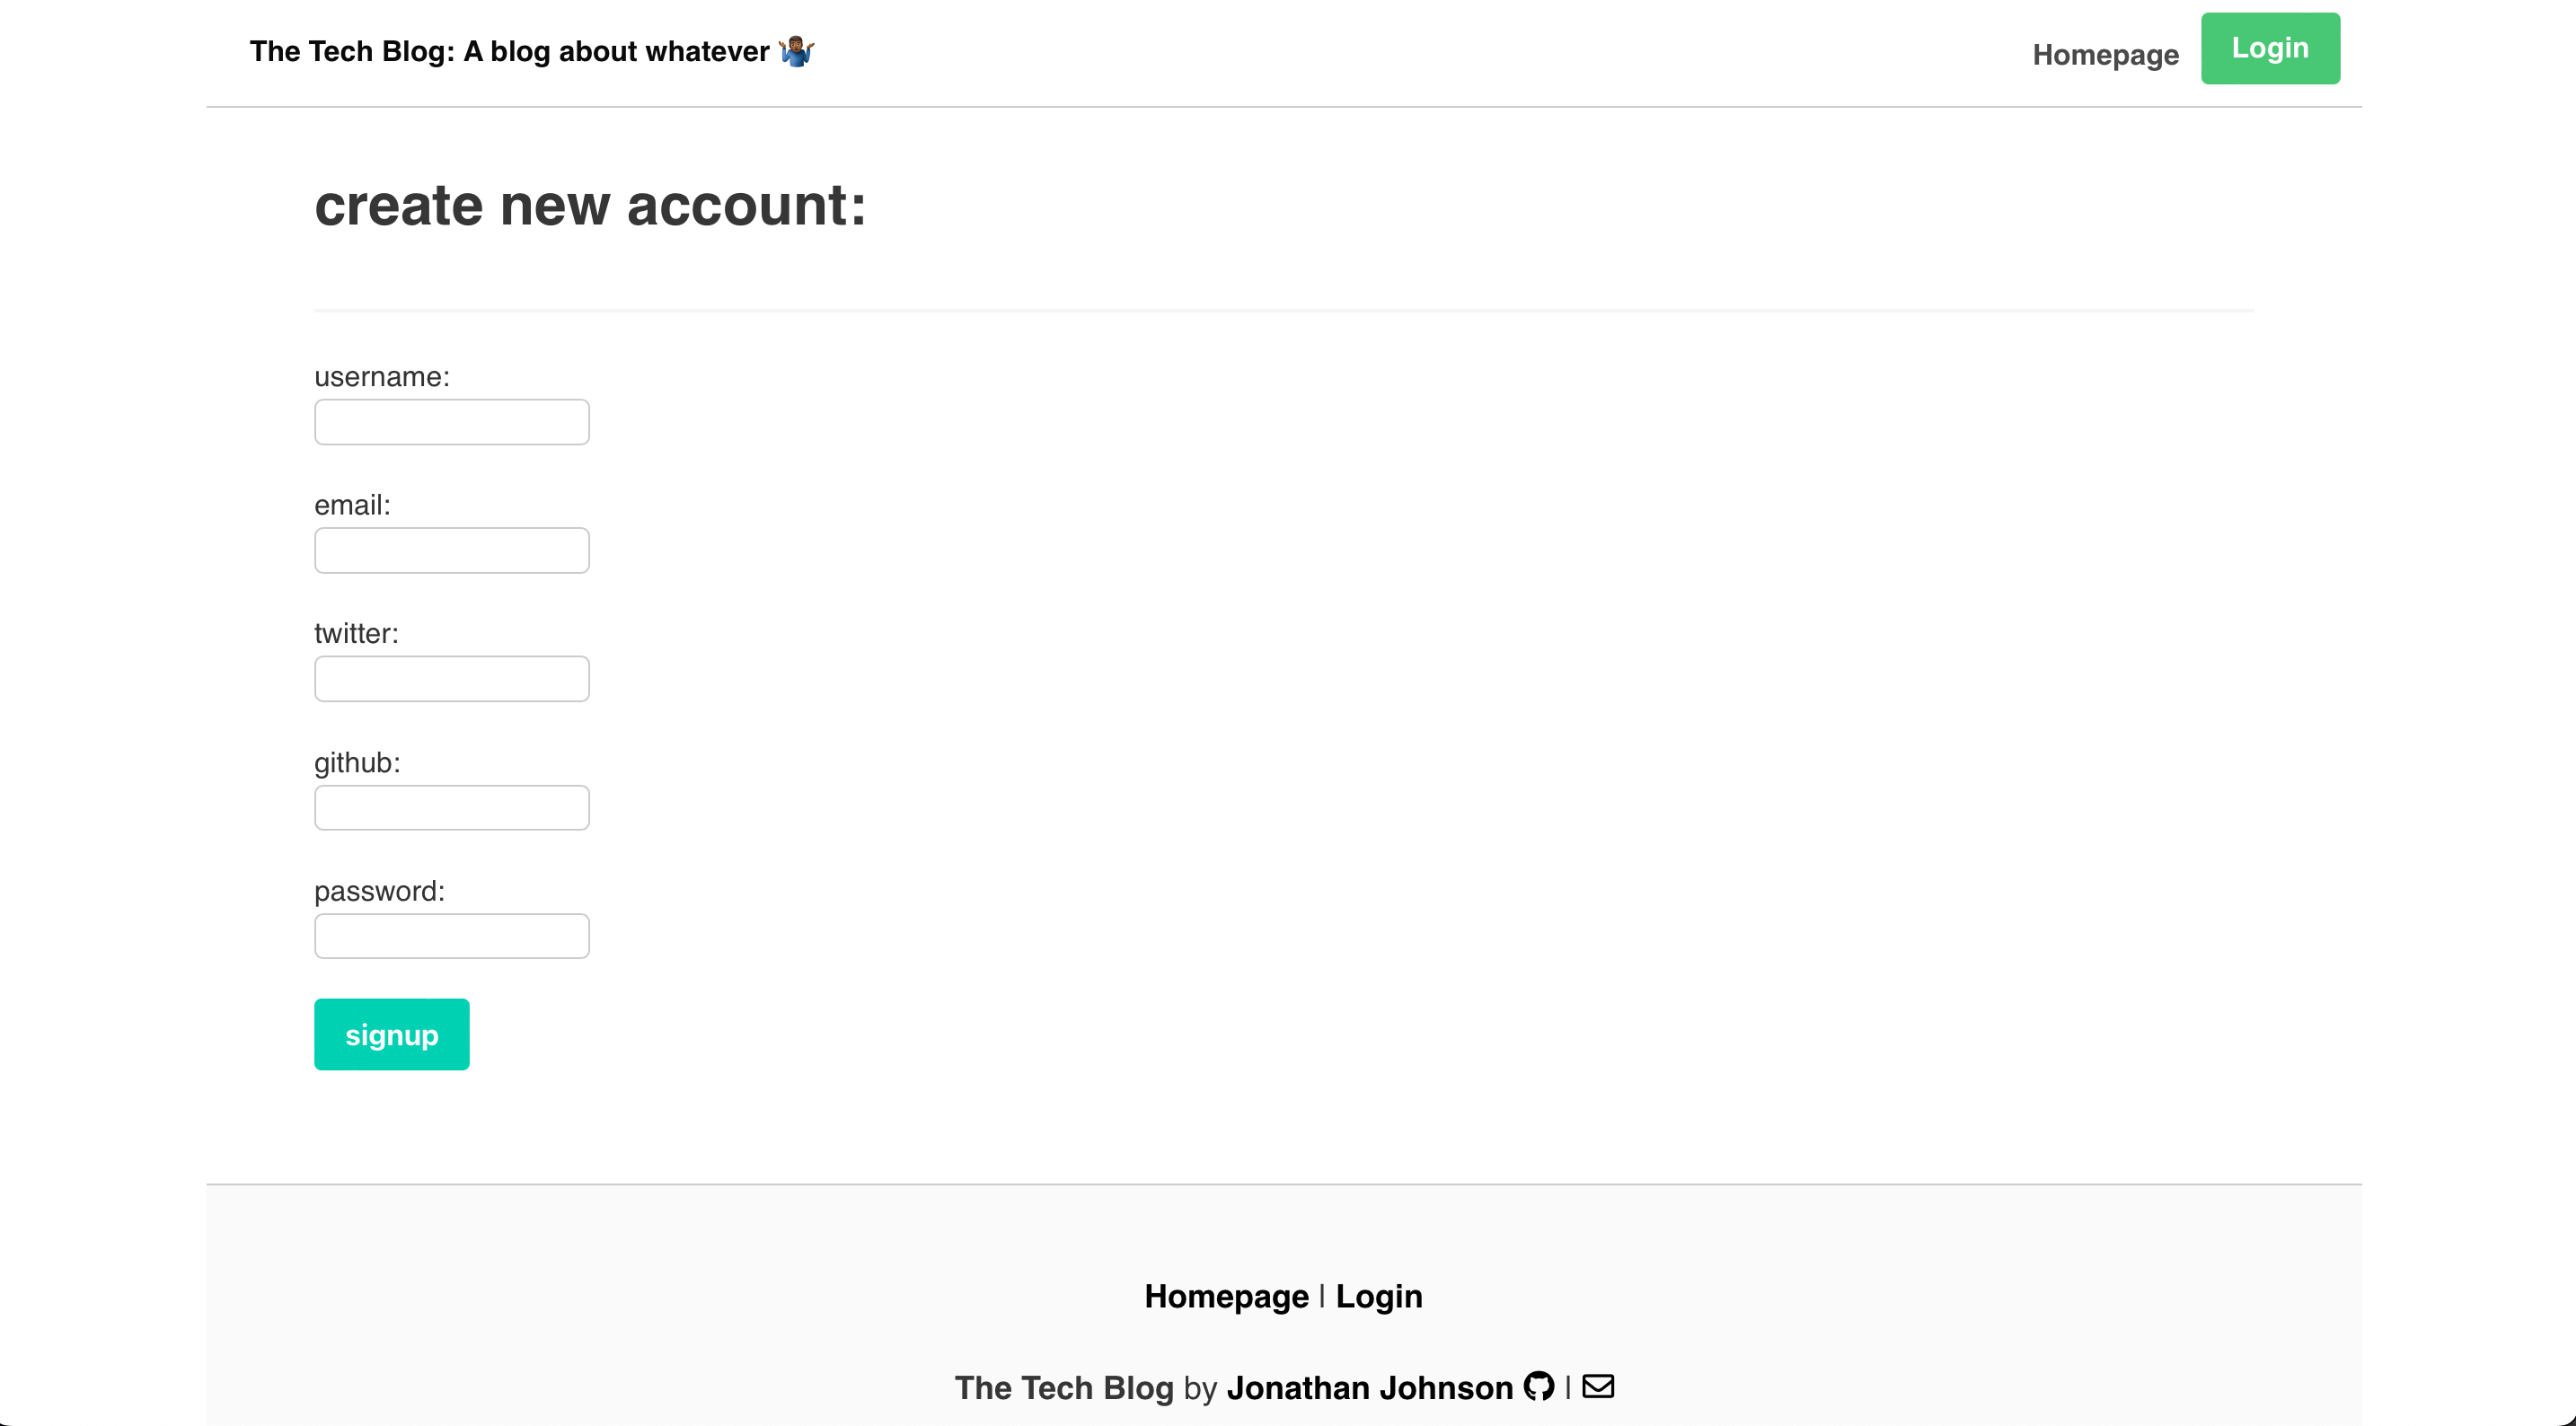 The Tech Blog: A blog about whatever 🤷🏾‍♂️
Homepage
Login
create new account:
username:
email:
twitter:
github:
password:
signup
Homepage | Login
The Tech Blog by Jonathan Johnson |